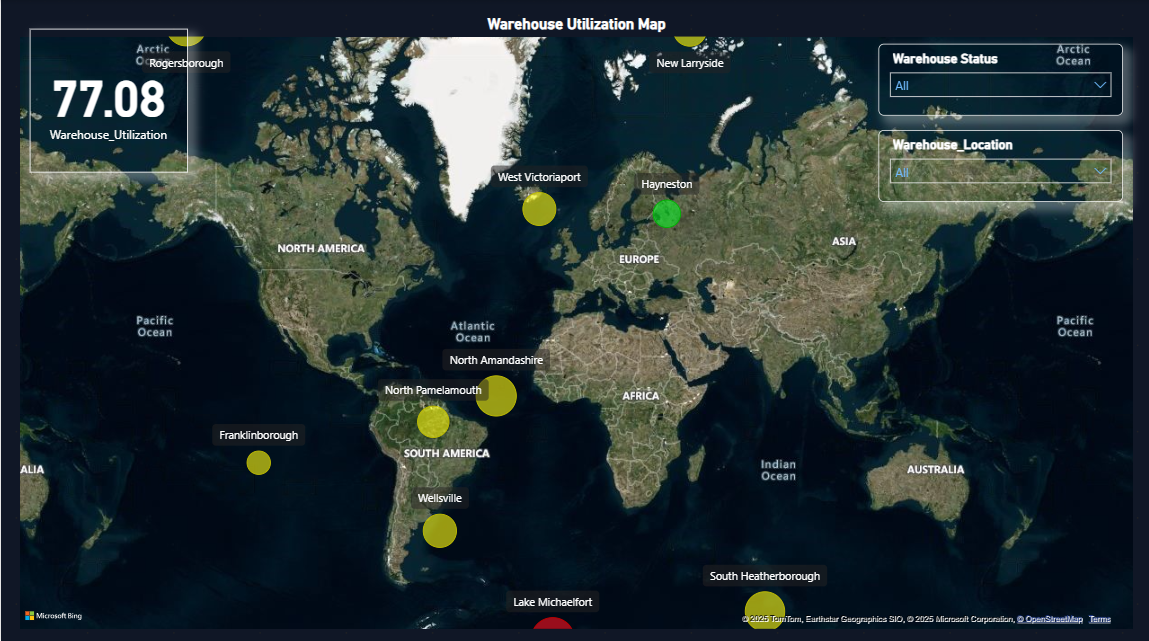 Warehouse Utilization Map
Arctic
Oc
Rogersborough
77.08
Warehouse_Utilization
New Larryside
Warehouse Status
All
Arctic
Ocean
Warehouse_Location
All
West Victoriaport
Hayneston
NORTH AMERICA
EUROPE
ASIA
Pacific
Ocean
Atlantic
Ocean
Pacific
Ocean
North Amandashire
North Pamelamouth
AFRICA
Franklinborough
SOUTH AMERICA
ALIA
Indian
Ocean
AUSTRALIA
Wellsville
South Heatherborough
Lake Michaelfort
Microsoft Bing
© 2025 TomTom, Earthstar Geographics SIO, © 2025 Microsoft Corporation, © OpenStreetMap Terms